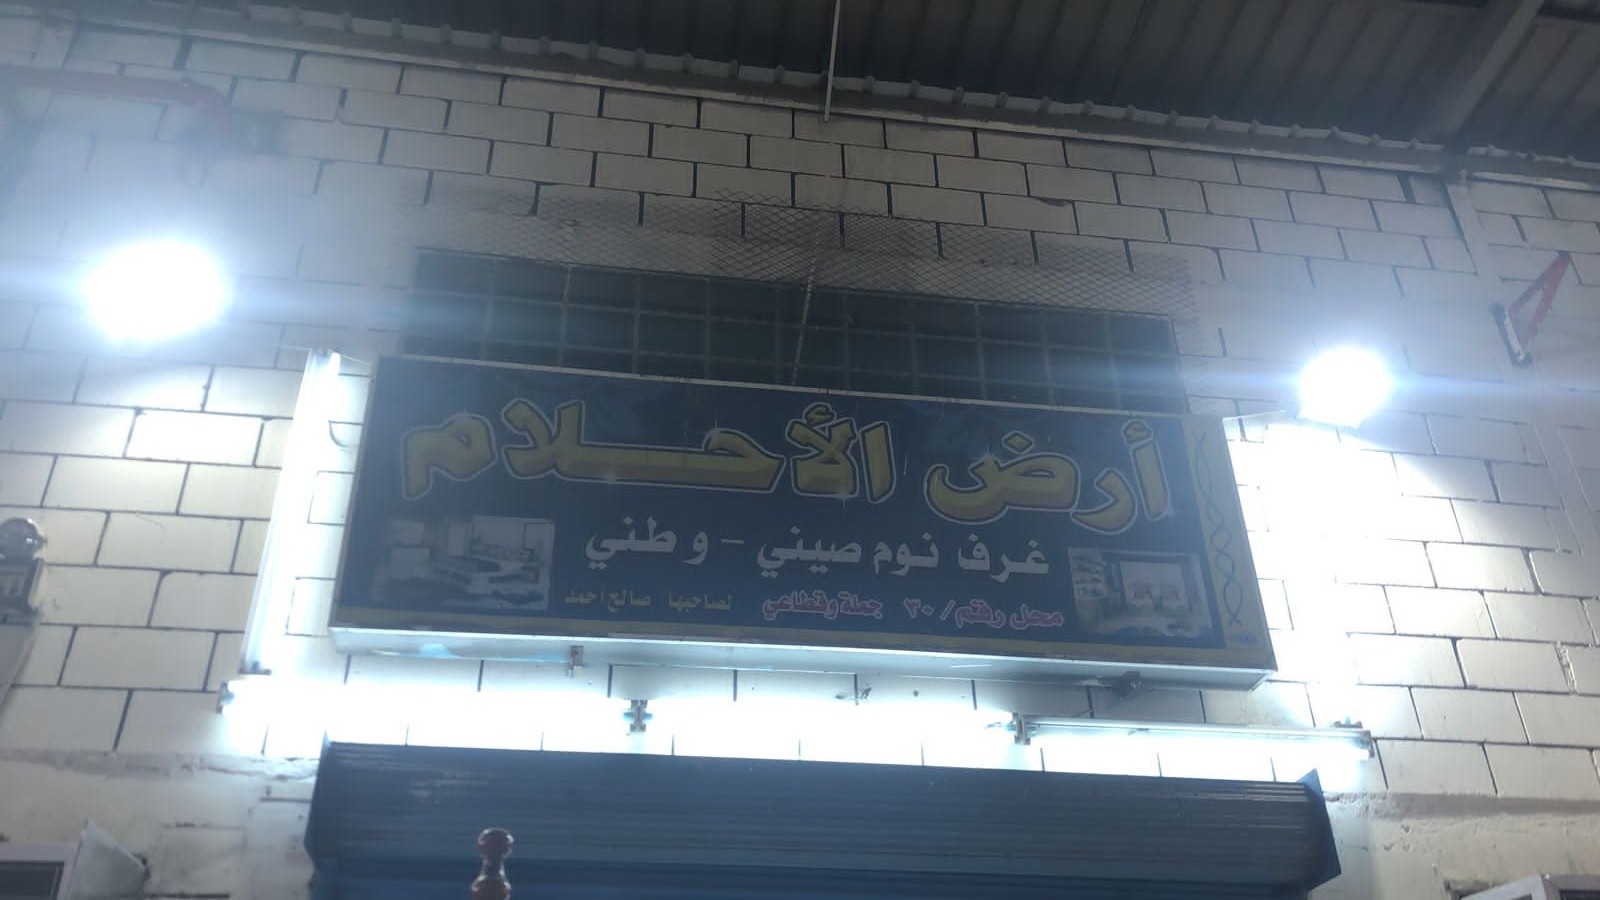 أرض الأحلام
غرف نوم صيني - وطني
محل رقم / ٣٠ جملة وقطاعي لصاحبها صالح احمد